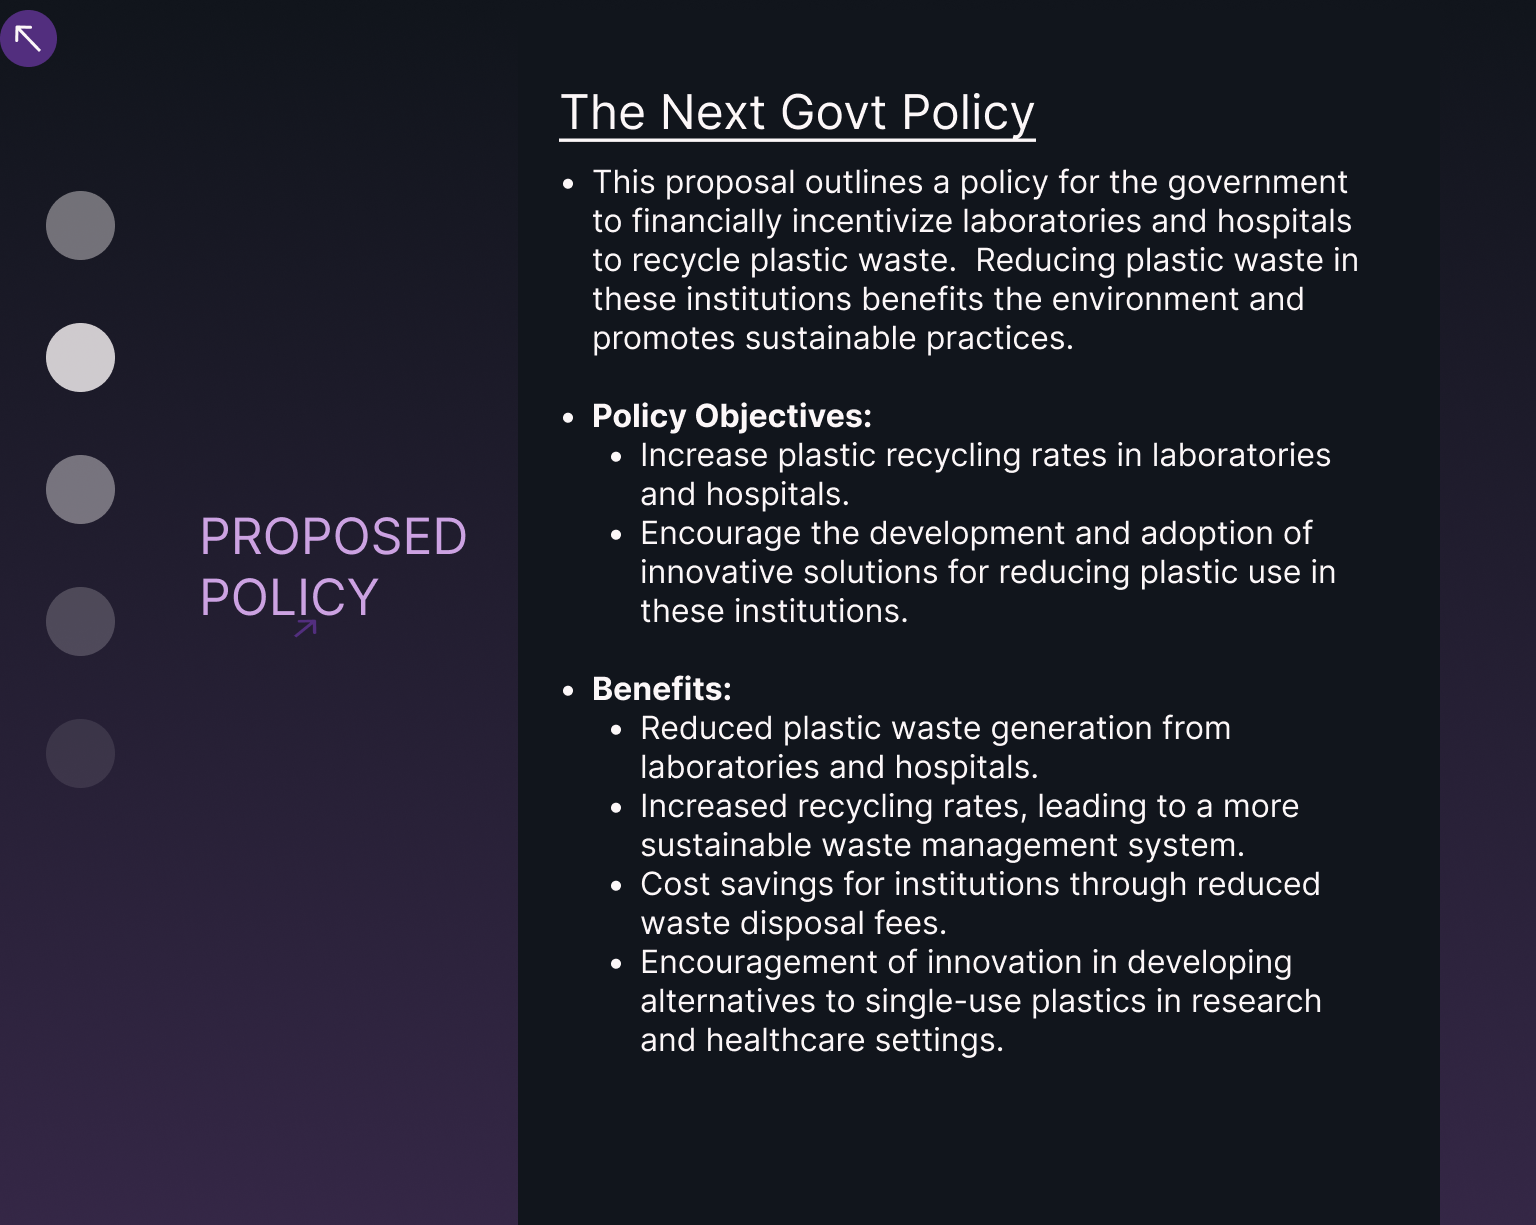 The Next Govt Policy
• This proposal outlines a policy for the government
to financially incentivize laboratories and hospitals
to recycle plastic waste.  Reducing plastic waste in
these institutions benefits the environment and
promotes sustainable practices.
• Policy Objectives:
• Increase plastic recycling rates in laboratories
and hospitals.
• Encourage the development and adoption of
innovative solutions for reducing plastic use in
these institutions.
• Benefits:
• Reduced plastic waste generation from
laboratories and hospitals.
• Increased recycling rates, leading to a more
sustainable waste management system.
• Cost savings for institutions through reduced
waste disposal fees.
• Encouragement of innovation in developing
alternatives to single-use plastics in research
and healthcare settings.
PROPOSED
POLICY